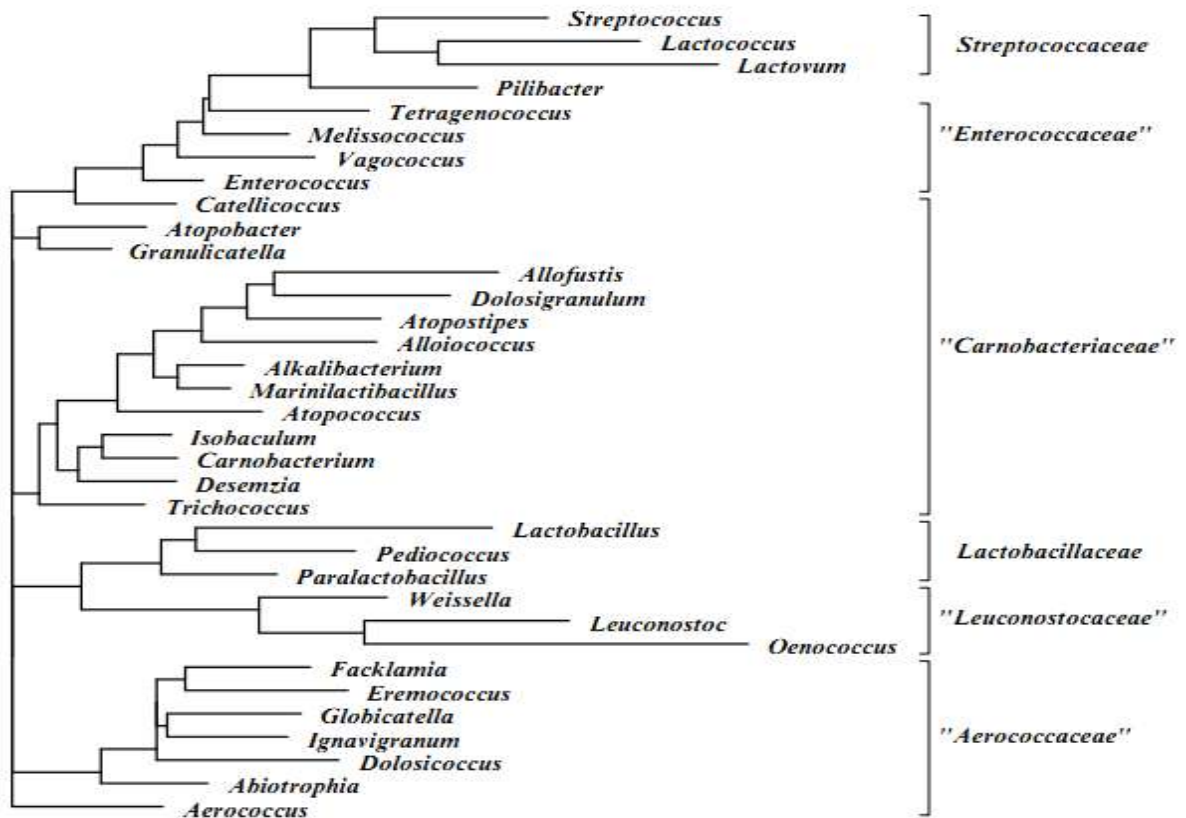 Streptococcus
Lactococcus
Streptococcaceae
Lactovum
Pilibacter
Tetragenococcus
Melissococcus
"Enterococcaceae"
Vagococcus
Enterococcus
Catellicoccus
Atopobacter
Granulicatella
Allofustis
Dolosigranulum
Atopostipes
Alloiococcus
"Carnobacteriaceae"
Alkalibacterium
Marinilactibacillus
Atopococcus
Isobaculum
Carnobacterium
Desemzia
Trichococcus
Lactobacillus
Pediococcus
Lactobacillaceae
Paralactobacillus
Weissella
"Leuconostocaceae"
Leuconostoc
Oenococcus
Facklamia
Eremococcus
Globicatella
Ignavigranum
"Aerococcaceae"
Dolosicoccus
Abiotrophia
Aerococcus